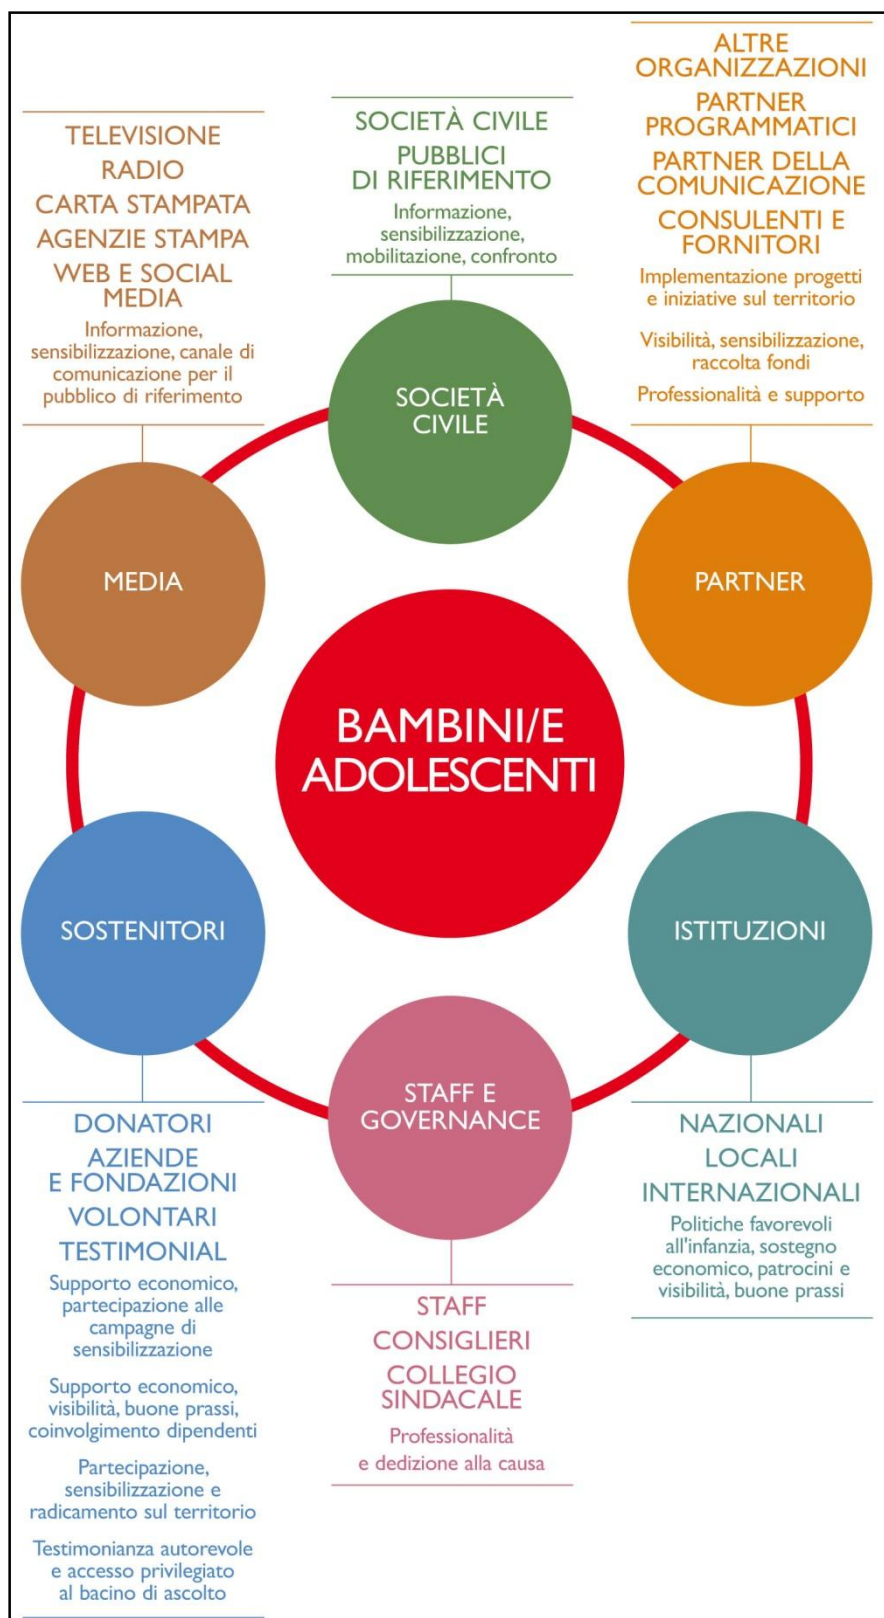 TELEVISIONE
RADIO
CARTA STAMPATA
AGENZIE STAMPA
WEB E SOCIAL
MEDIA
Informazione,
sensibilizzazione, canale di
comunicazione per il
pubblico di riferimento
MEDIA
SOCIETÀ CIVILE
PUBBLICI
DI RIFERIMENTO
Informazione,
sensibilizzazione,
mobilitazione, confronto
SOCIETÀ
CIVILE
ALTRE
ORGANIZZAZIONI
PARTNER
PROGRAMMATICI
PARTNER DELLA
COMUNICAZIONE
CONSULENTI E
FORNITORI
Implementazione progetti
e iniziative sul territorio
Visibilità, sensibilizzazione,
raccolta fondi
Professionalità e supporto
PARTNER
BAMBINI/E
ADOLESCENTI
SOSTENITORI
DONATORI
AZIENDE
E FONDAZIONI
VOLONTARI
TESTIMONIAL
Supporto economico,
partecipazione alle
campagne di
sensibilizzazione
Supporto economico,
visibilità, buone prassi,
coinvolgimento dipendenti
Partecipazione,
sensibilizzazione e
radicamento sul territorio
Testimonianza autorevole
e accesso privilegiato
al bacino di ascolto
STAFF E
GOVERNANCE
STAFF
CONSIGLIERI
COLLEGIO
SINDACALE
Professionalità
e dedizione alla causa
ISTITUZIONI
NAZIONALI
LOCALI
INTERNAZIONALI
Politiche favorevoli
all'infanzia, sostegno
economico, patrocini e
visibilità, buone prassi